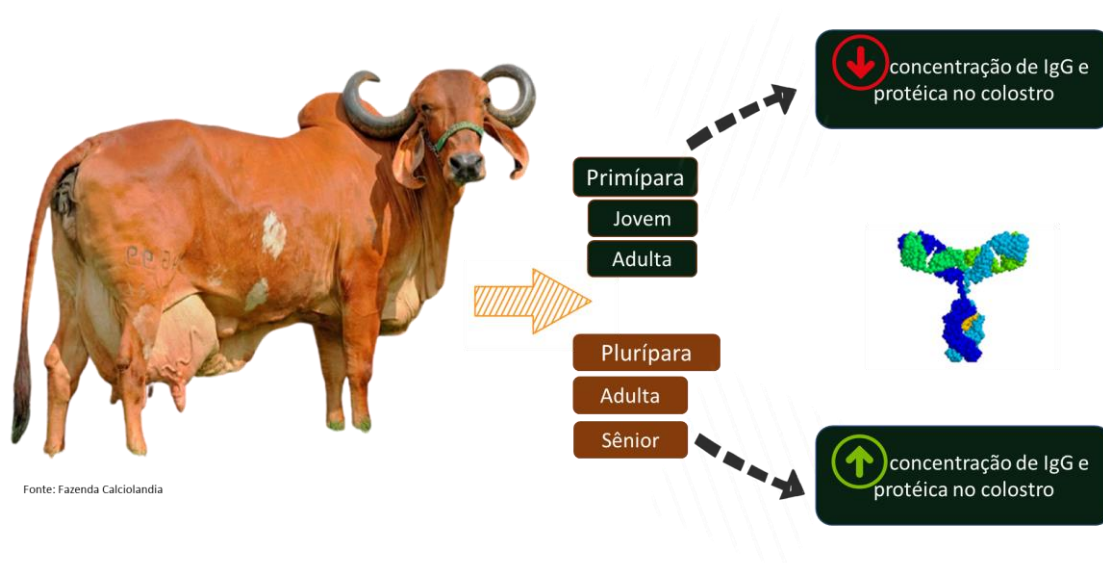 concentração de IgG e
protéica no colostro
Primípara
Jovem
Adulta
Plurípara
Adulta
Sênior
concentração de IgG e
protéica no colostro
Fonte: Fazenda Calciolandia